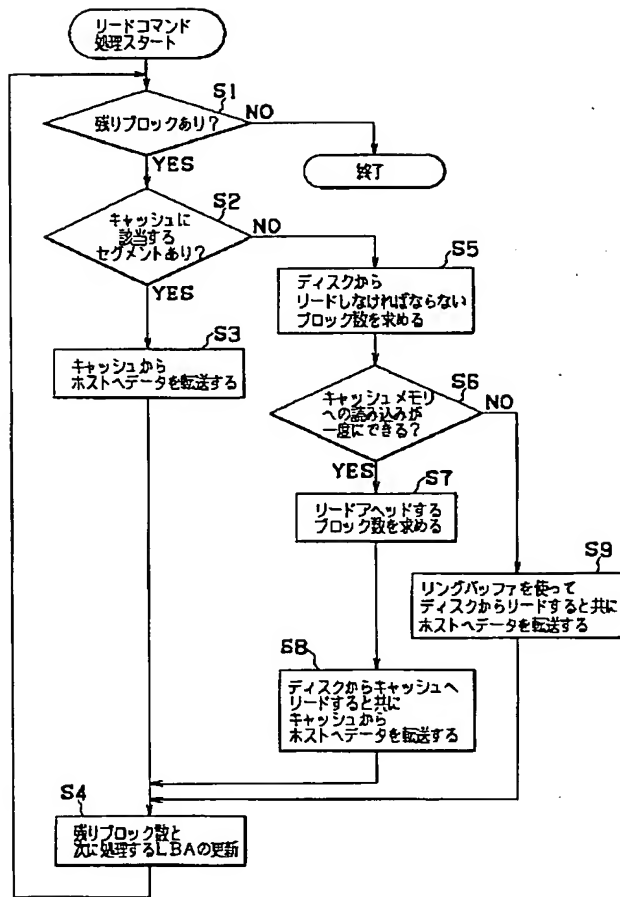 リードコマンド
処理スタート
S1
残りブロックあり?
NO
終了
YES
S2
キャッシュに
該当する
セグメントあり?
NO
YES
S3
キャッシュから
ホストへデータを転送する
S5
ディスクから
リードしなければならない
ブロック数を求める
S6
キャッシュメモリ
への読み込みが
一度にできる?
NO
YES
S7
リードアヘッドする
ブロック数を求める
S9
リングバッファを使って
ディスクからリードすると共に
ホストへデータを転送する
S8
ディスクからキャッシュへ
リードすると共に
キャッシュから
ホストへデータを転送する
S4
残りブロック数と
次に処理するLBAの更新